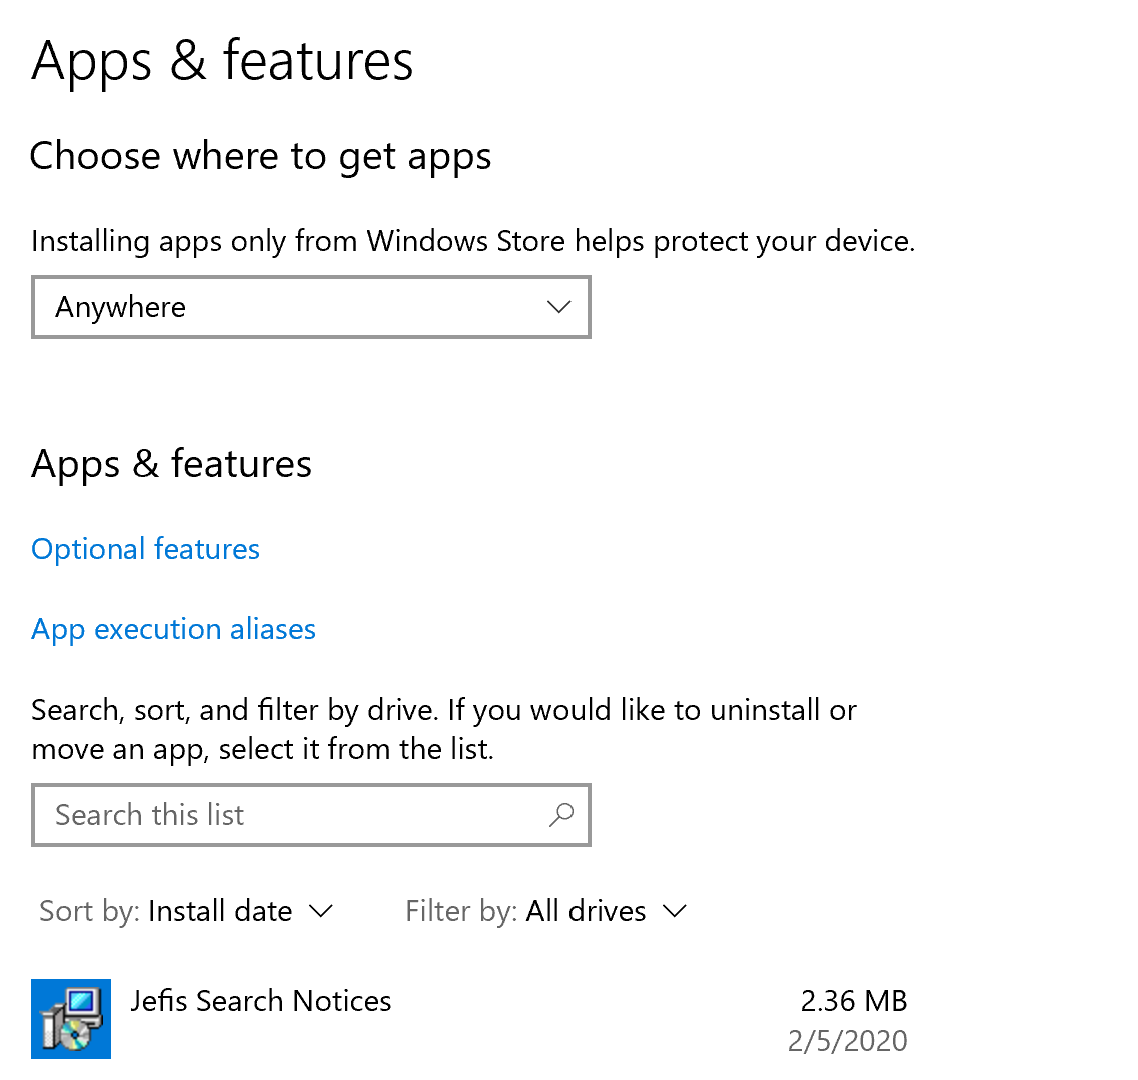 Apps & features
Choose where to get apps
Installing apps only from Windows Store helps protect your device.
Anywhere
Apps & features
Optional features
App execution aliases
Search, sort, and filter by drive. If you would like to uninstall or
move an app, select it from the list.
Search this list
Sort by: Install date Filter by: All drives
Jefis Search Notices 2.36 MB
2/5/2020